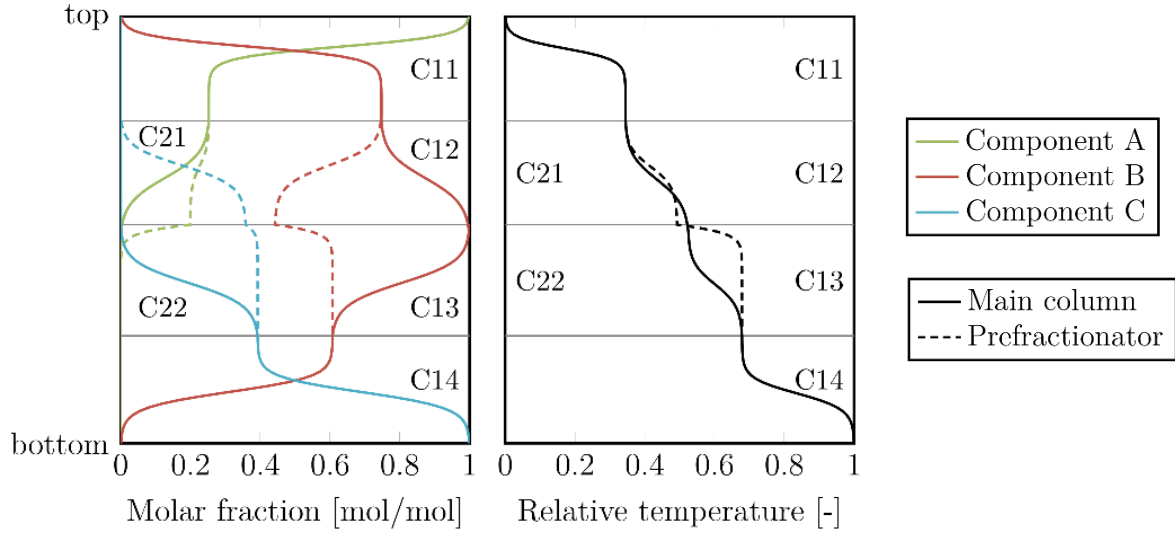 top
bottom
C11
C21
C12
C22
C13
C14
0
0.2
0.4
0.6
0.8
1
Molar fraction [mol/mol]
C11
C21
C12
C22
C13
C14
0
0.2
0.4
0.6
0.8
1
Relative temperature [-]
Component A
Component B
Component C
Main column
Prefractionator